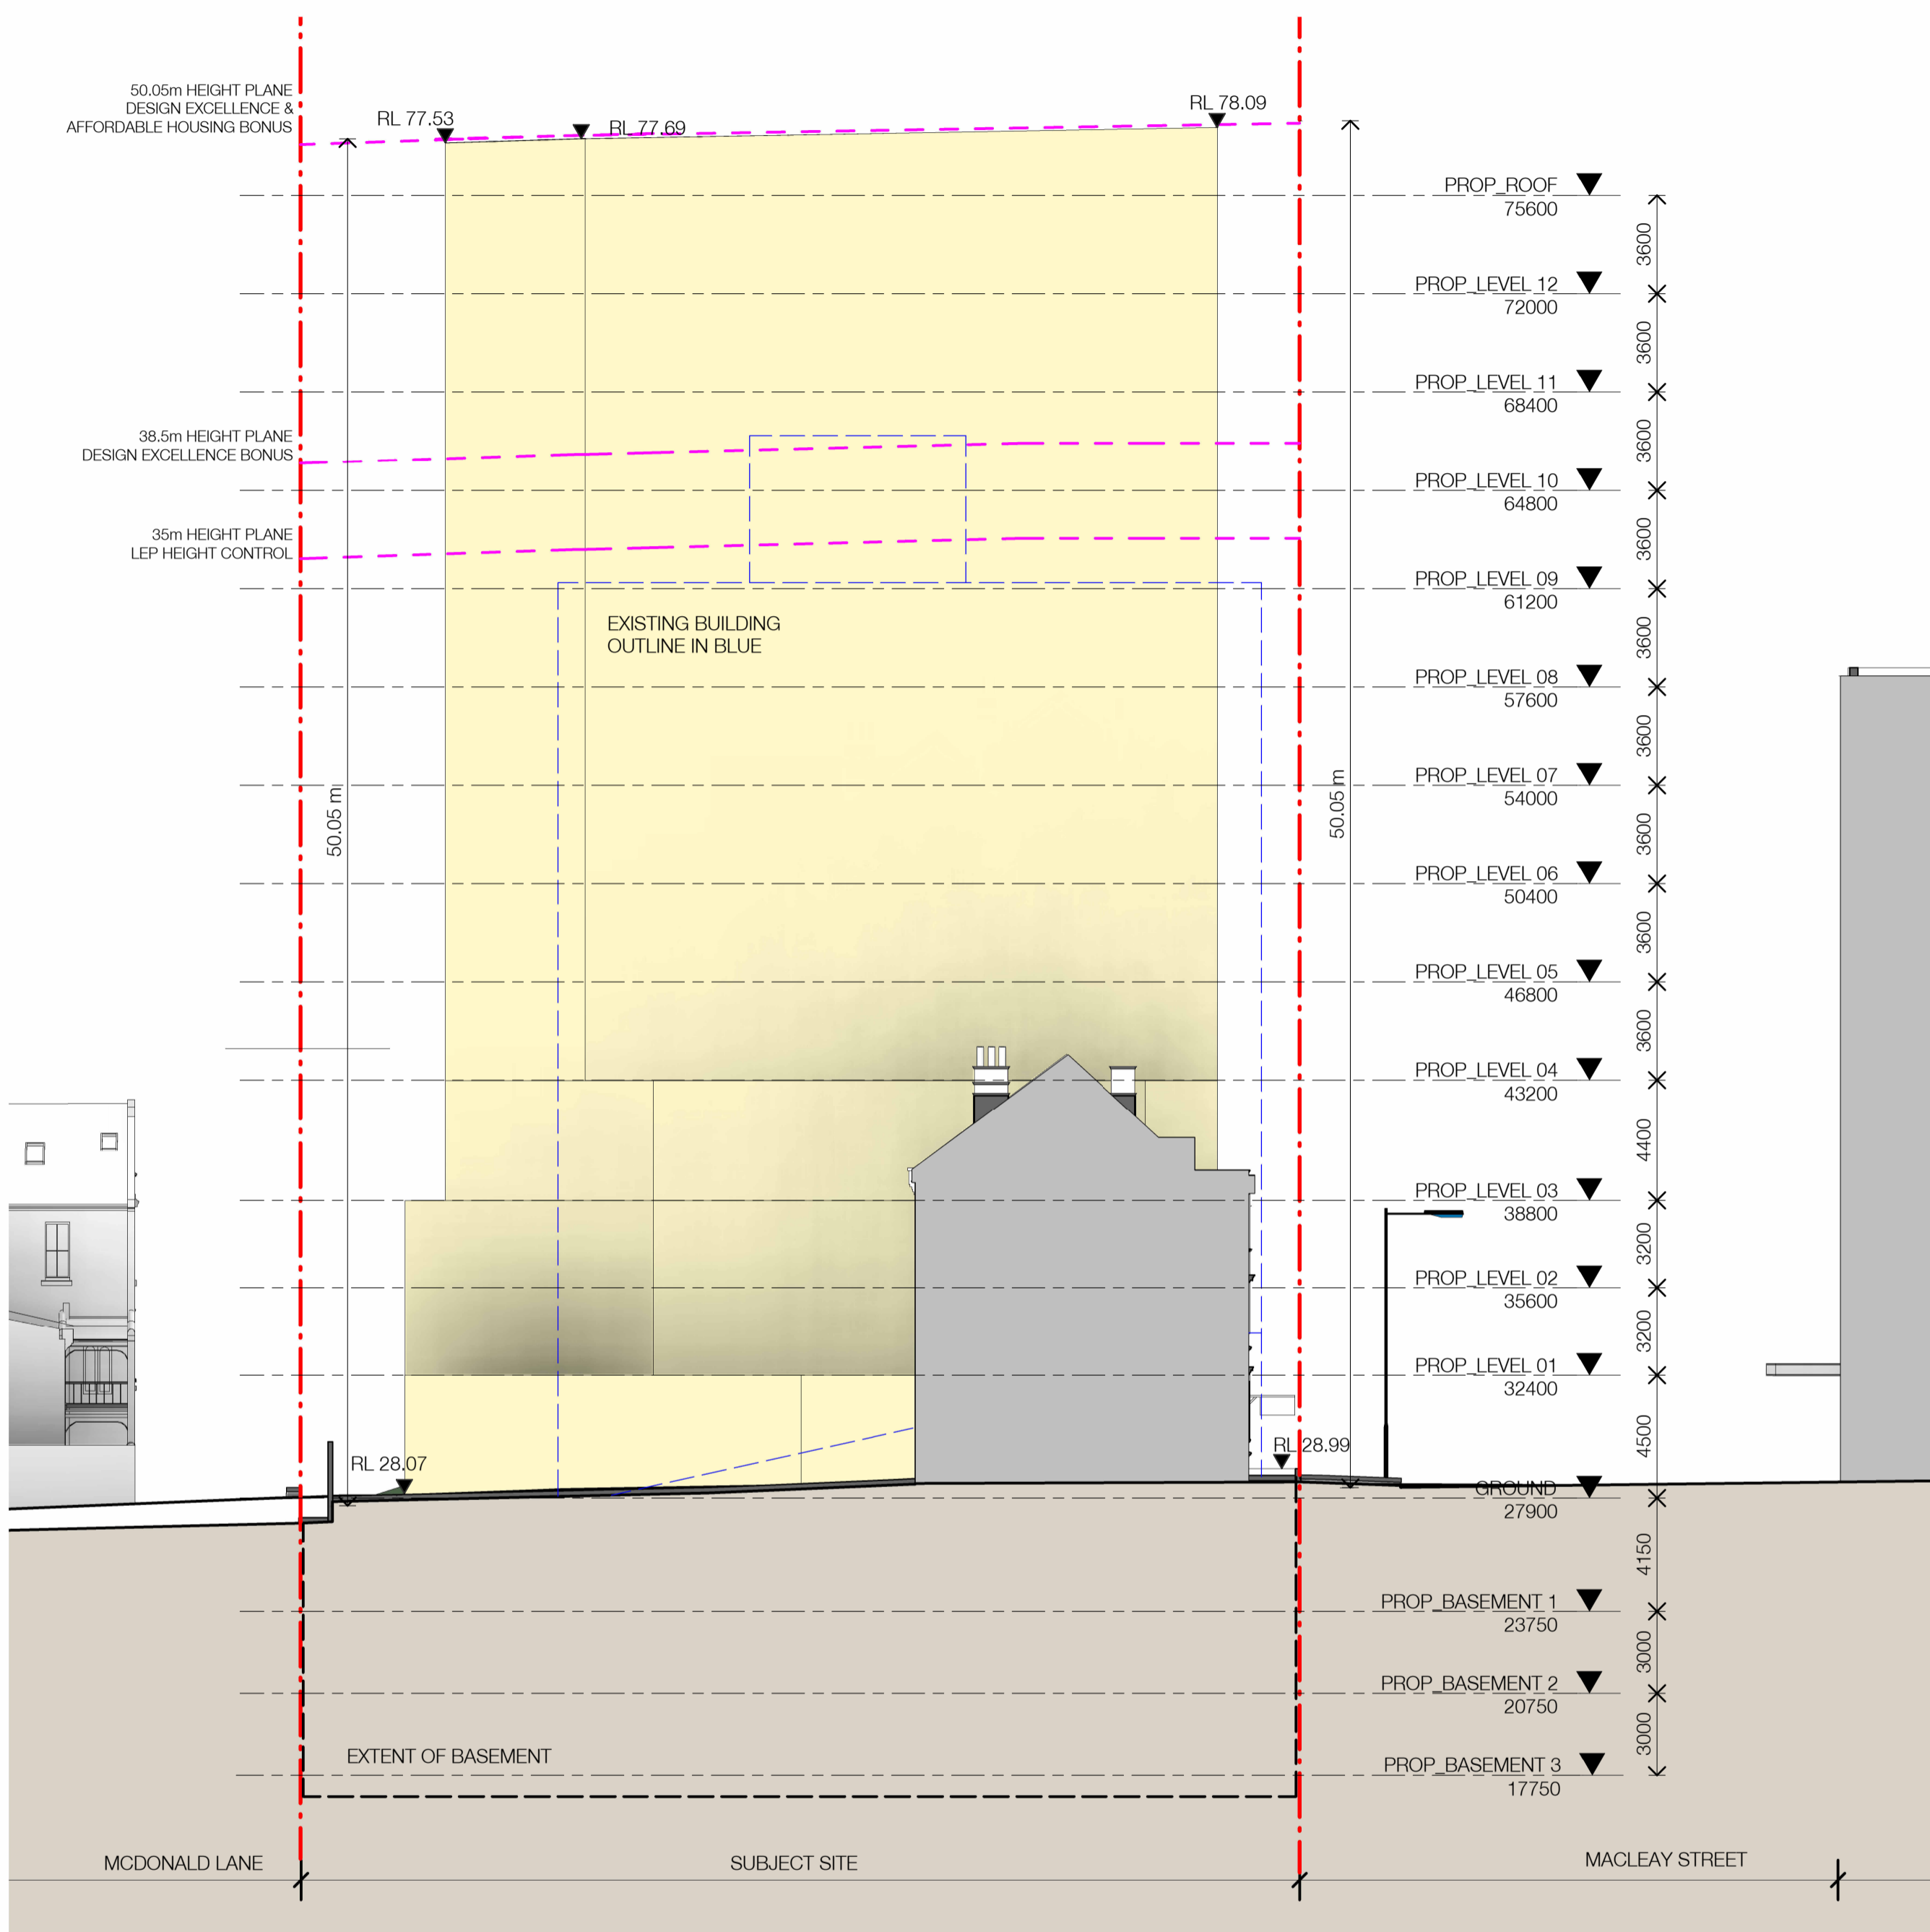 50.05m HEIGHT PLANE
DESIGN EXCELLENCE &
AFFORDABLE HOUSING BONUS
RL 77.53
RL 77.69
RL 78.09
PROP_ROOF
75600
3600
PROP_LEVEL 12
72000
3600
PROP_LEVEL 11
68400
38.5m HEIGHT PLANE
DESIGN EXCELLENCE BONUS
3600
PROP_LEVEL 10
64800
35m HEIGHT PLANE
LEP HEIGHT CONTROL
3600
PROP_LEVEL 09
61200
EXISTING BUILDING
OUTLINE IN BLUE
3600
PROP_LEVEL 08
57600
3600
PROP_LEVEL 07
54000
50.05 m
50.05 m
3600
PROP_LEVEL 06
50400
3600
PROP_LEVEL 05
46800
3600
PROP_LEVEL 04
43200
4400
PROP_LEVEL 03
38800
3200
PROP_LEVEL 02
35600
3200
PROP_LEVEL 01
32400
4500
RL 28.07
RL 28.99
GROUND
27900
4150
PROP_BASEMENT 1
23750
3000
PROP_BASEMENT 2
20750
3000
EXTENT OF BASEMENT
PROP_BASEMENT 3
17750
MCDONALD LANE
SUBJECT SITE
MACLEAY STREET